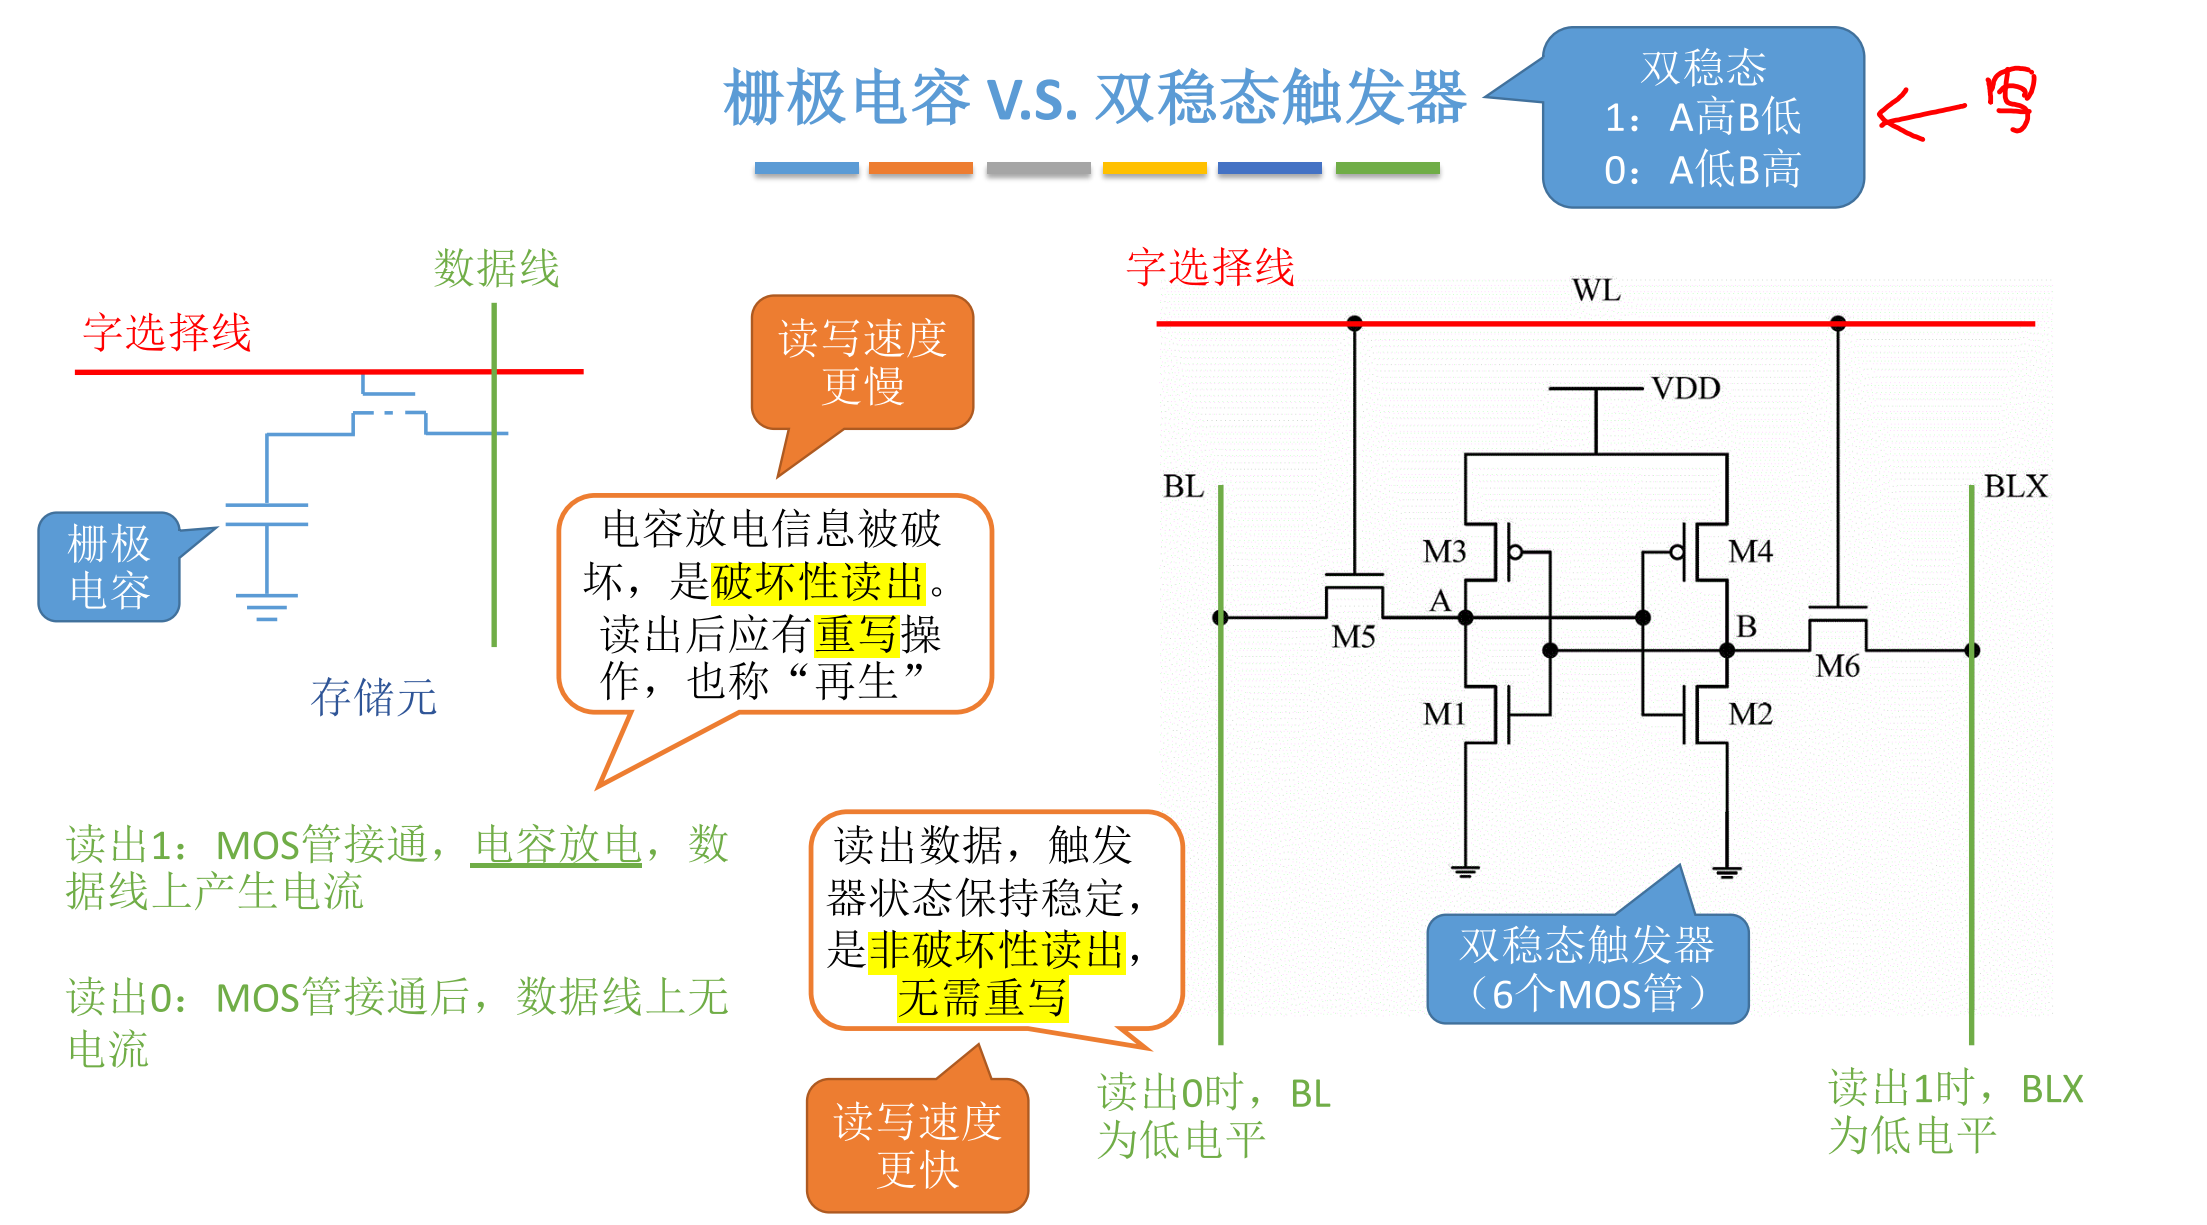 栅极电容 V.S. 双稳态触发器
双稳态
1：A高B低
0：A低B高
写
数据线
字选择线
栅极
电容
存储元
读写速度
更慢
电容放电信息被破
坏，是破坏性读出。
读出后应有重写操
作，也称“再生”
读出1：MOS管接通，电容放电，数
据线上产生电流
读出0：MOS管接通后，数据线上无
电流
读出数据，触发
器状态保持稳定，
是非破坏性读出，
无需重写
读写速度
更快
字选择线
WL
VDD
BL
BLX
M3
M4
A
B
M5
M6
M1
M2
双稳态触发器
（6个MOS管）
读出0时，BL
为低电平
读出1时，BLX
为低电平